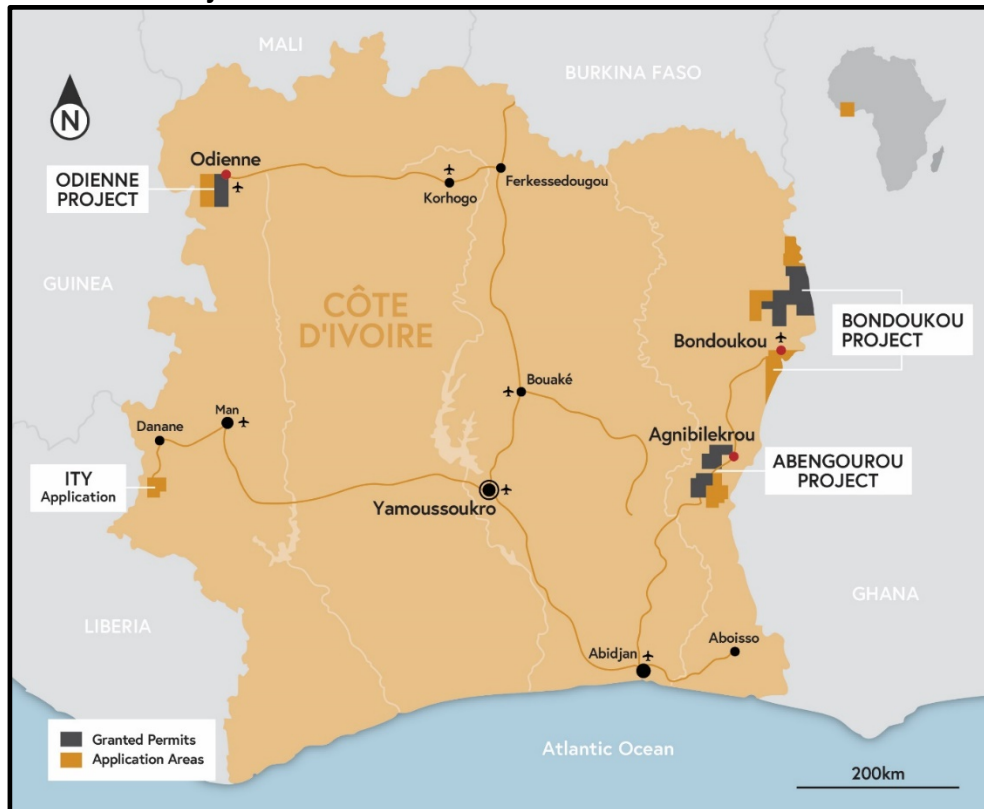 MALI
BURKINA FASO
N
Odienne
ODIENNE
PROJECT
Korhogo
Ferkessedougou
GUINEA
CÔTE
D'IVOIRE
BONDOUKOU
PROJECT
Bondoukou
Bouaké
Man
Danane
Agnibilekrou
ITY
Application
ABENGOUROU
PROJECT
Yamoussoukro
GHANA
LIBERIA
Abidjan
Aboisso
Granted Permits
Application Areas
Atlantic Ocean
200km